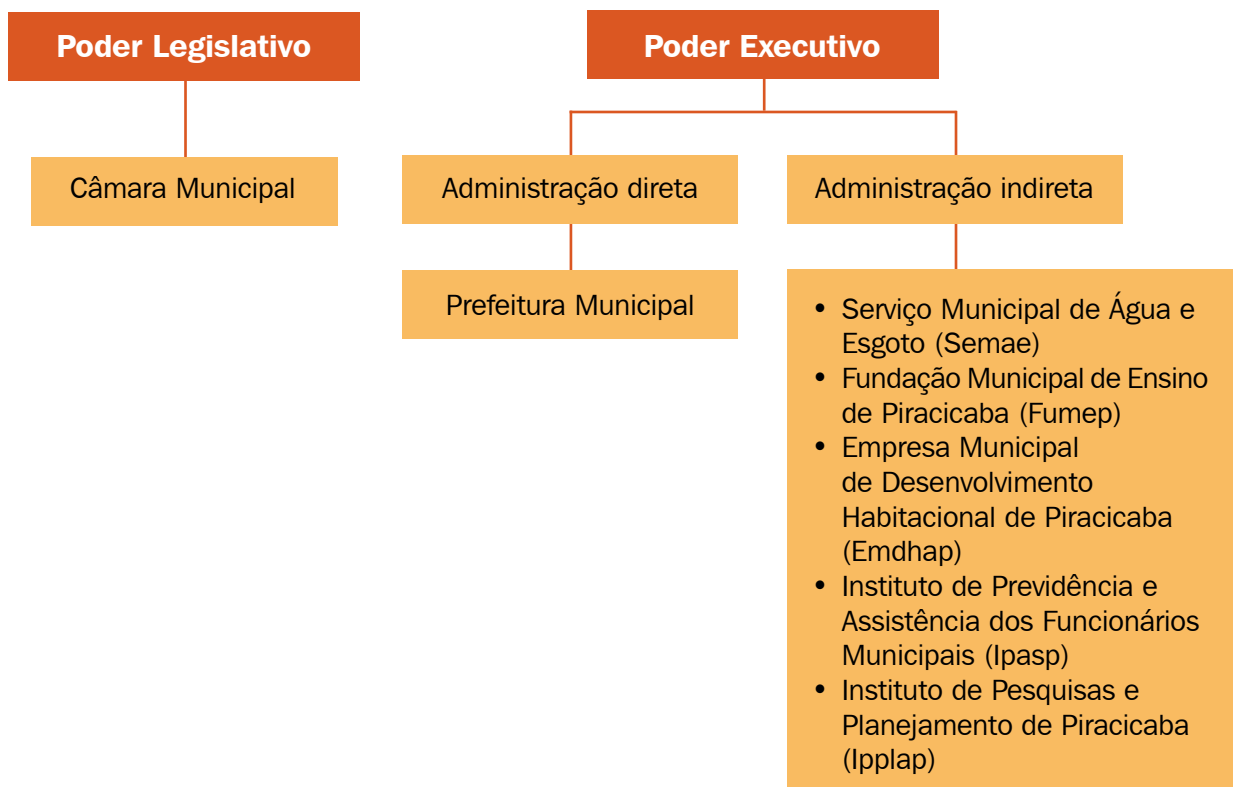 Poder Legislativo
Câmara Municipal
Poder Executivo
Administração direta
Prefeitura Municipal
Administração indireta
• Serviço Municipal de Água e
Esgoto (Semae)
• Fundação Municipal de Ensino
de Piracicaba (Fumep)
• Empresa Municipal
de Desenvolvimento
Habitacional de Piracicaba
(Emdhap)
• Instituto de Previdência e
Assistência dos Funcionários
Municipais (Ipasp)
• Instituto de Pesquisas e
Planejamento de Piracicaba
(Ipplap)